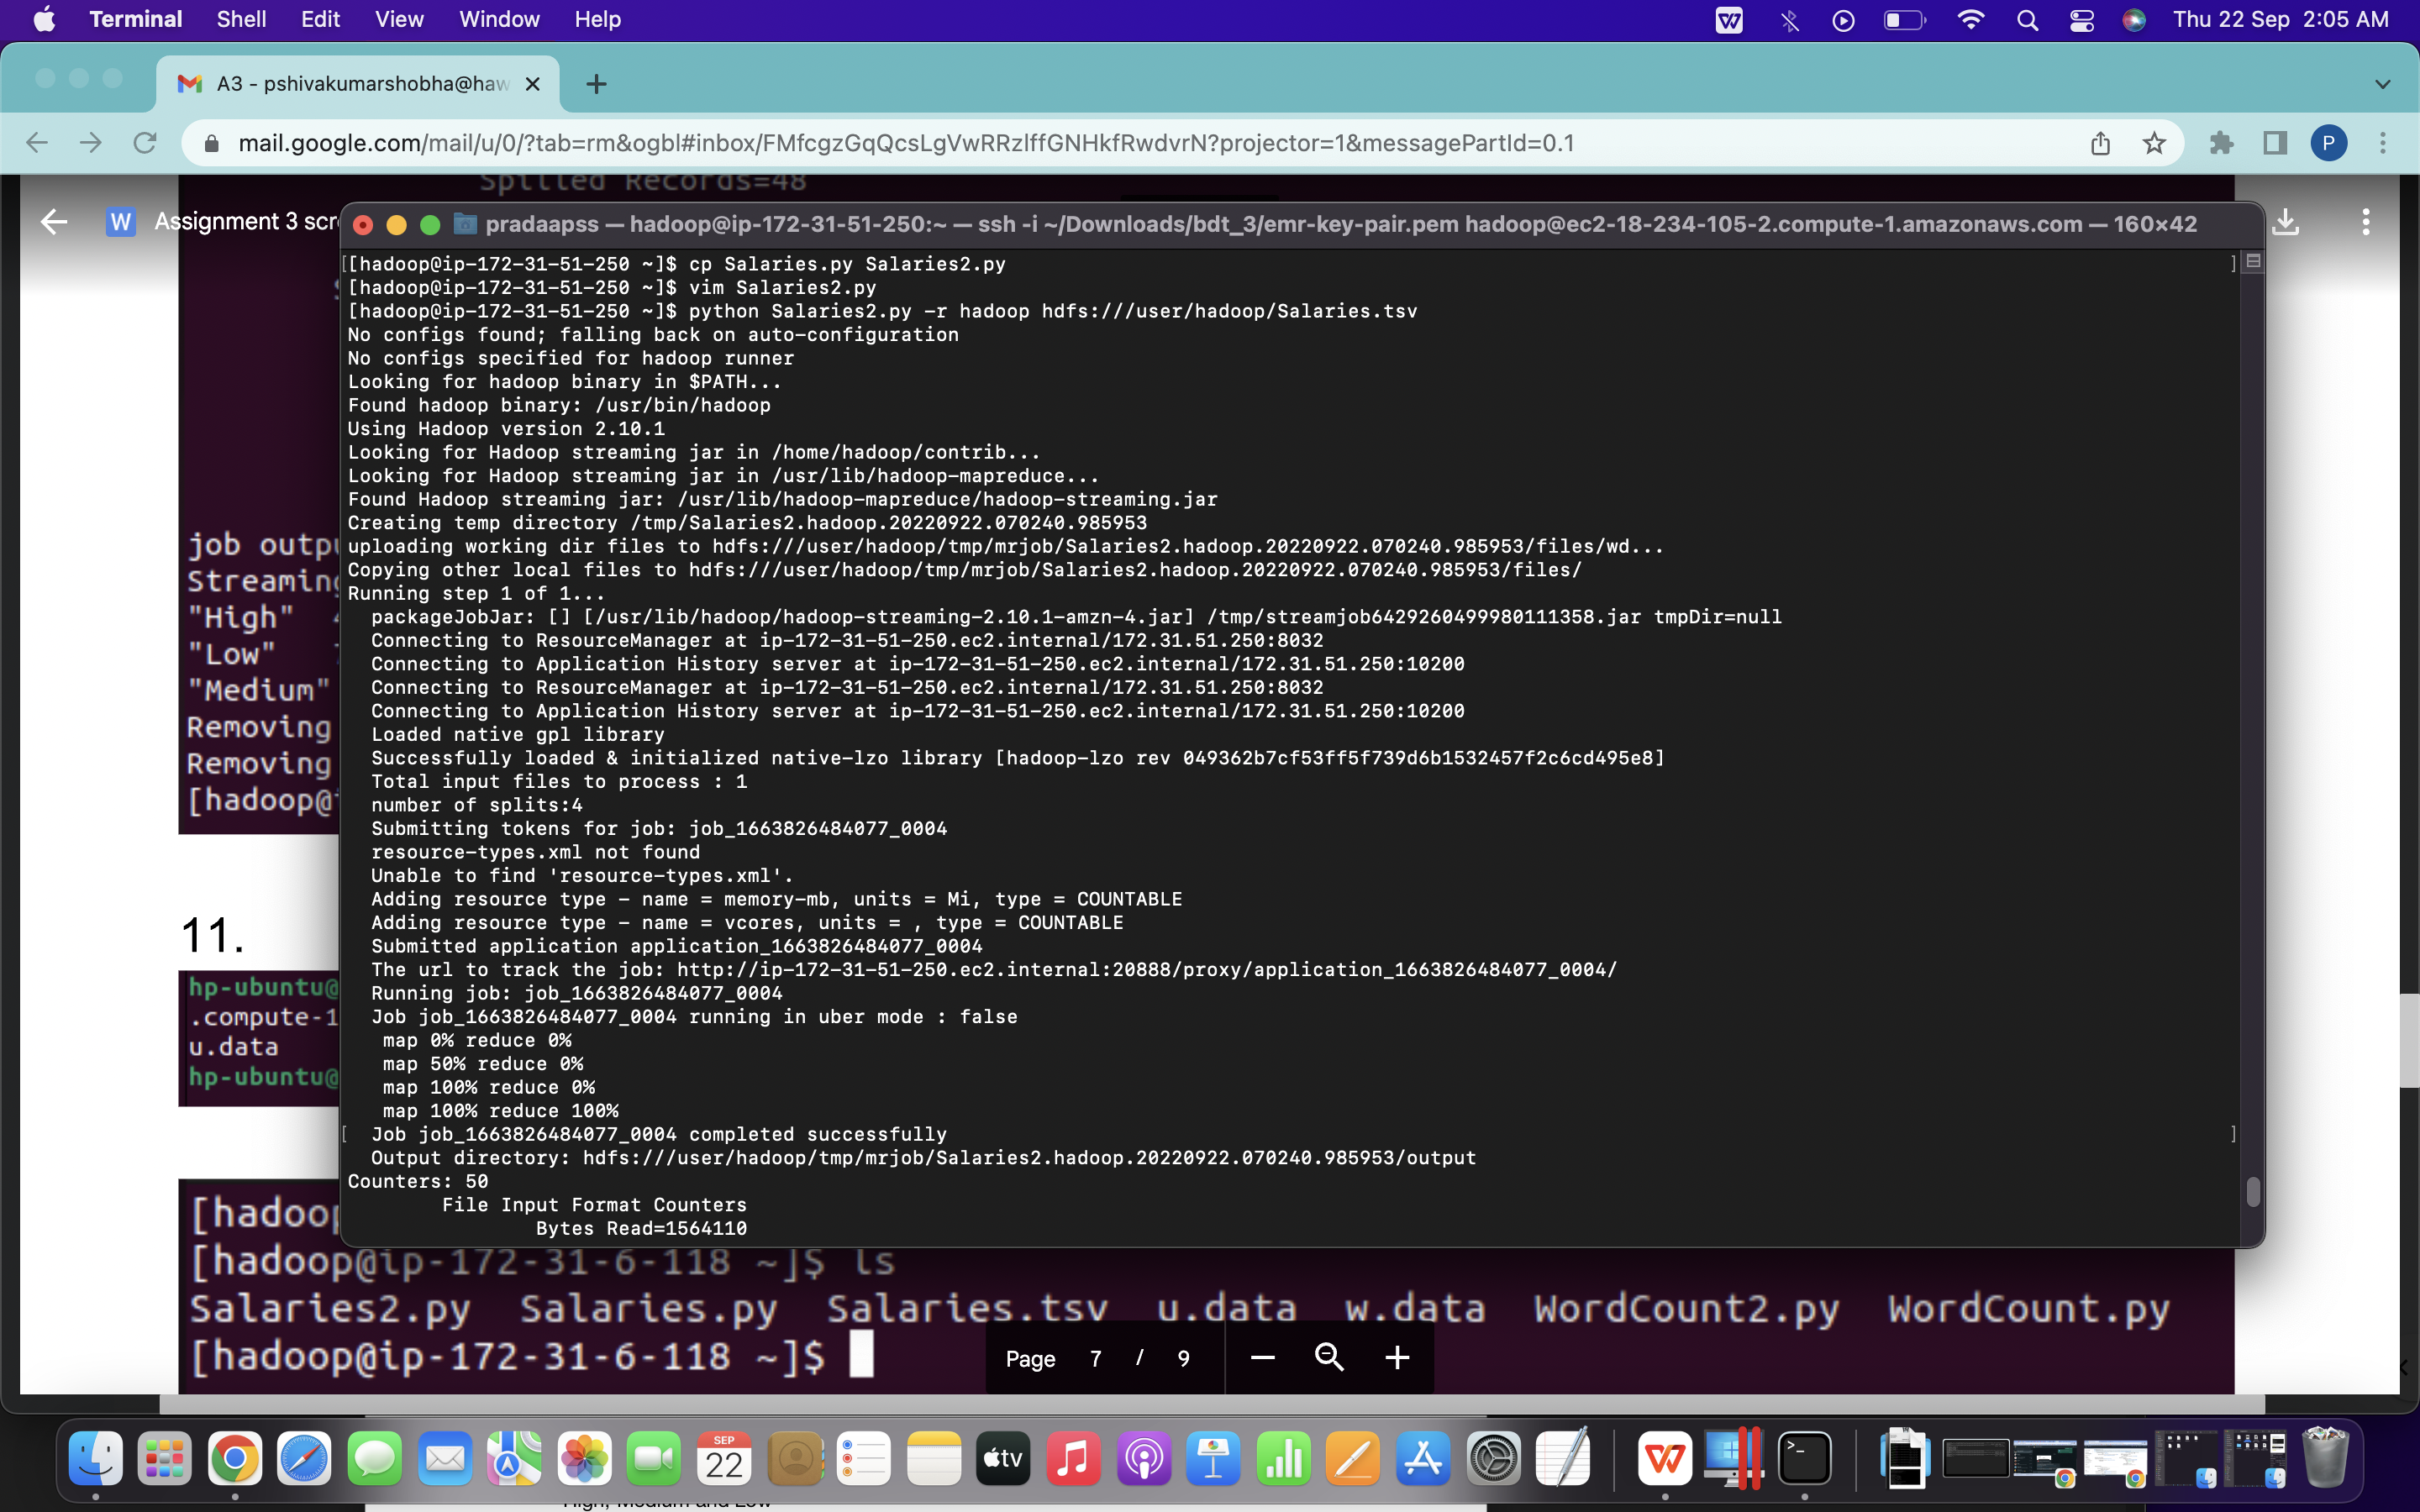 Terminal Shell Edit View Window Help Thu 22 Sep 2:05 AM
A3 - pshivakumarshobha@haw
mail.google.com/mail/u/0/?tab=rm&ogbl#inbox/FMfcgzGqQcsLgVwRRzlffGNHkfRwdvrN?projector=1&messagePartId=0.1
P
Spilled Records=48
W Assignment 3 scr
pradaapss — hadoop@ip-172-31-51-250:~ — ssh -i ~/Downloads/bdt_3/emr-key-pair.pem hadoop@ec2-18-234-105-2.compute-1.amazonaws.com — 160×42
[[hadoop@ip-172-31-51-250 ~]$ cp Salaries.py Salaries2.py ]
[hadoop@ip-172-31-51-250 ~]$ vim Salaries2.py
[hadoop@ip-172-31-51-250 ~]$ python Salaries2.py -r hadoop hdfs:///user/hadoop/Salaries.tsv
No configs found; falling back on auto-configuration
No configs specified for hadoop runner
Looking for hadoop binary in $PATH...
Found hadoop binary: /usr/bin/hadoop
Using Hadoop version 2.10.1
Looking for Hadoop streaming jar in /home/hadoop/contrib...
Looking for Hadoop streaming jar in /usr/lib/hadoop-mapreduce...
Found Hadoop streaming jar: /usr/lib/hadoop-mapreduce/hadoop-streaming.jar
Creating temp directory /tmp/Salaries2.hadoop.20220922.070240.985953
uploading working dir files to hdfs:///user/hadoop/tmp/mrjob/Salaries2.hadoop.20220922.070240.985953/files/wd...
Copying other local files to hdfs:///user/hadoop/tmp/mrjob/Salaries2.hadoop.20220922.070240.985953/files/
Running step 1 of 1...
packageJobJar: [] [/usr/lib/hadoop/hadoop-streaming-2.10.1-amzn-4.jar] /tmp/streamjob6429260499980111358.jar tmpDir=null
Connecting to ResourceManager at ip-172-31-51-250.ec2.internal/172.31.51.250:8032
Connecting to Application History server at ip-172-31-51-250.ec2.internal/172.31.51.250:10200
Connecting to ResourceManager at ip-172-31-51-250.ec2.internal/172.31.51.250:8032
Connecting to Application History server at ip-172-31-51-250.ec2.internal/172.31.51.250:10200
Loaded native gpl library
Successfully loaded & initialized native-lzo library [hadoop-lzo rev 049362b7cf53ff5f739d6b1532457f2c6cd495e8]
Total input files to process : 1
number of splits:4
Submitting tokens for job: job_1663826484077_0004
resource-types.xml not found
Unable to find 'resource-types.xml'.
Adding resource type - name = memory-mb, units = Mi, type = COUNTABLE
Adding resource type - name = vcores, units = , type = COUNTABLE
Submitted application application_1663826484077_0004
The url to track the job: http://ip-172-31-51-250.ec2.internal:20888/proxy/application_1663826484077_0004/
Running job: job_1663826484077_0004
Job job_1663826484077_0004 running in uber mode : false
map 0% reduce 0%
map 50% reduce 0%
map 100% reduce 0%
map 100% reduce 100%
[ Job job_1663826484077_0004 completed successfully ]
Output directory: hdfs:///user/hadoop/tmp/mrjob/Salaries2.hadoop.20220922.070240.985953/output
Counters: 50
File Input Format Counters
Bytes Read=1564110
job outpu
Streaming
"High"
"Low"
"Medium"
Removing
Removing
[hadoop@
11.
hp-ubuntu@
.compute-1
u.data
hp-ubuntu@
[hadoop
[hadoop@ip-172-31-6-118 ~]$ ls
Salaries2.py Salaries.py Salaries.tsv u.data w.data WordCount2.py WordCount.py
[hadoop@ip-172-31-6-118 ~]$
Page 7 / 9
SEP
22
tv
High, Medium and Low